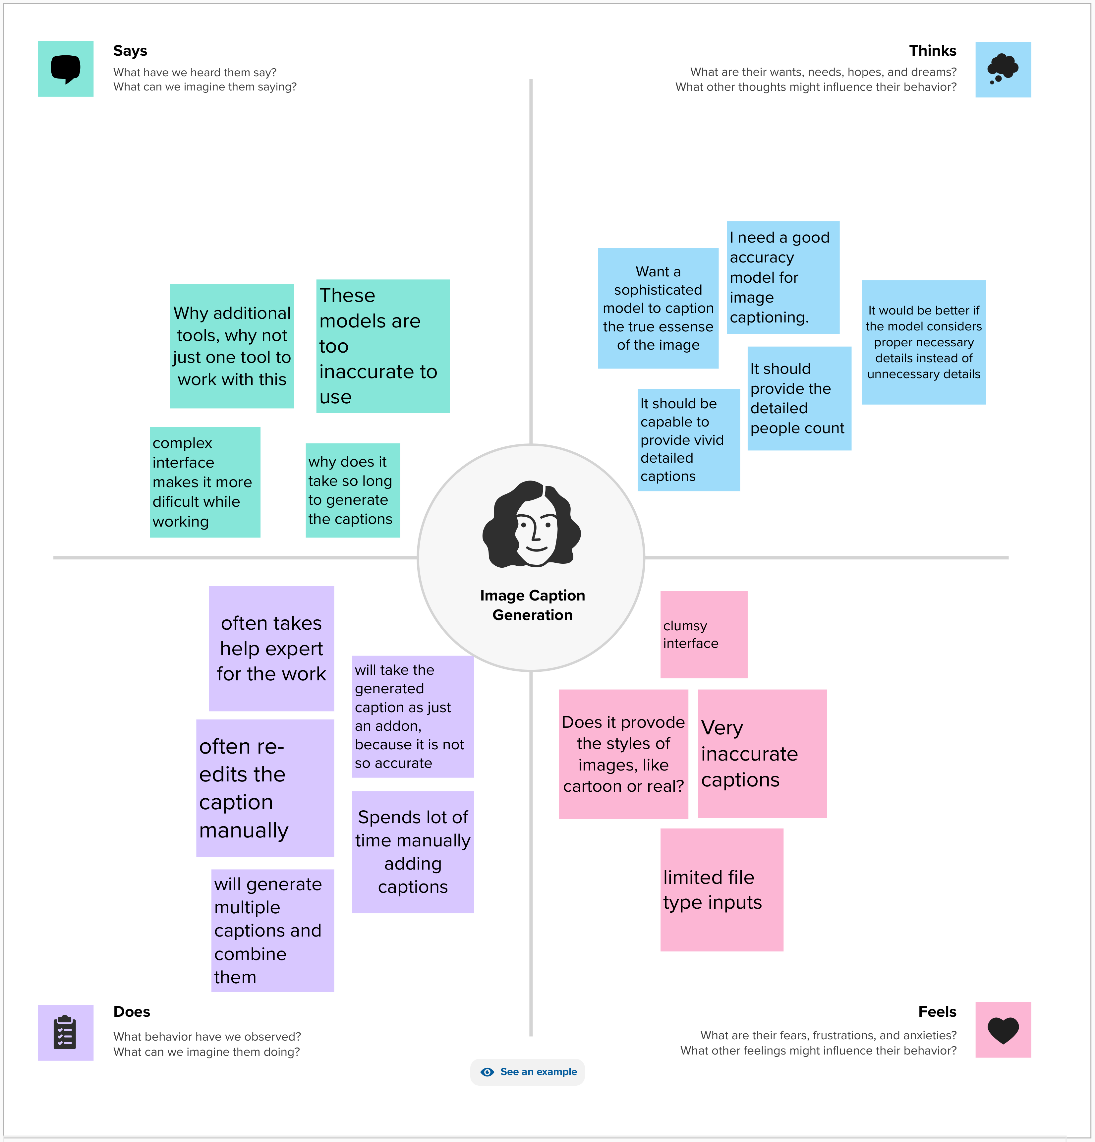 Says
What have we heard them say?
What can we imagine them saying?
Thinks
What are their wants, needs, hopes, and dreams?
What other thoughts might influence their behavior?
Why additional
tools, why not
just one tool to
work with this
These
models are
too
inaccurate to
use
complex
interface
makes it more
dificult while
working
why does it
take so long
to generate
the captions
Want a
sophisticated
model to caption
the true essense
of the image
I need a good
accuracy
model for
image
captioning.
It would be better if
the model considers
proper necessary
details instead of
unnecessary details
It should
provide the
detailed
people count
It should be
capable to
provide vivid
detailed
captions
Image Caption
Generation
often takes
help expert
for the work
will take the
generated
caption as just
an addon,
because it is not
so accurate
often re-
edits the
caption
manually
Spends lot of
time manually
adding
captions
will generate
multiple
captions and
combine
them
clumsy
interface
Does it provode
the styles of
images, like
cartoon or real?
Very
inaccurate
captions
limited file
type inputs
Does
What behavior have we observed?
What can we imagine them doing?
Feels
What are their fears, frustrations, and anxieties?
What other feelings might influence their behavior?
See an example